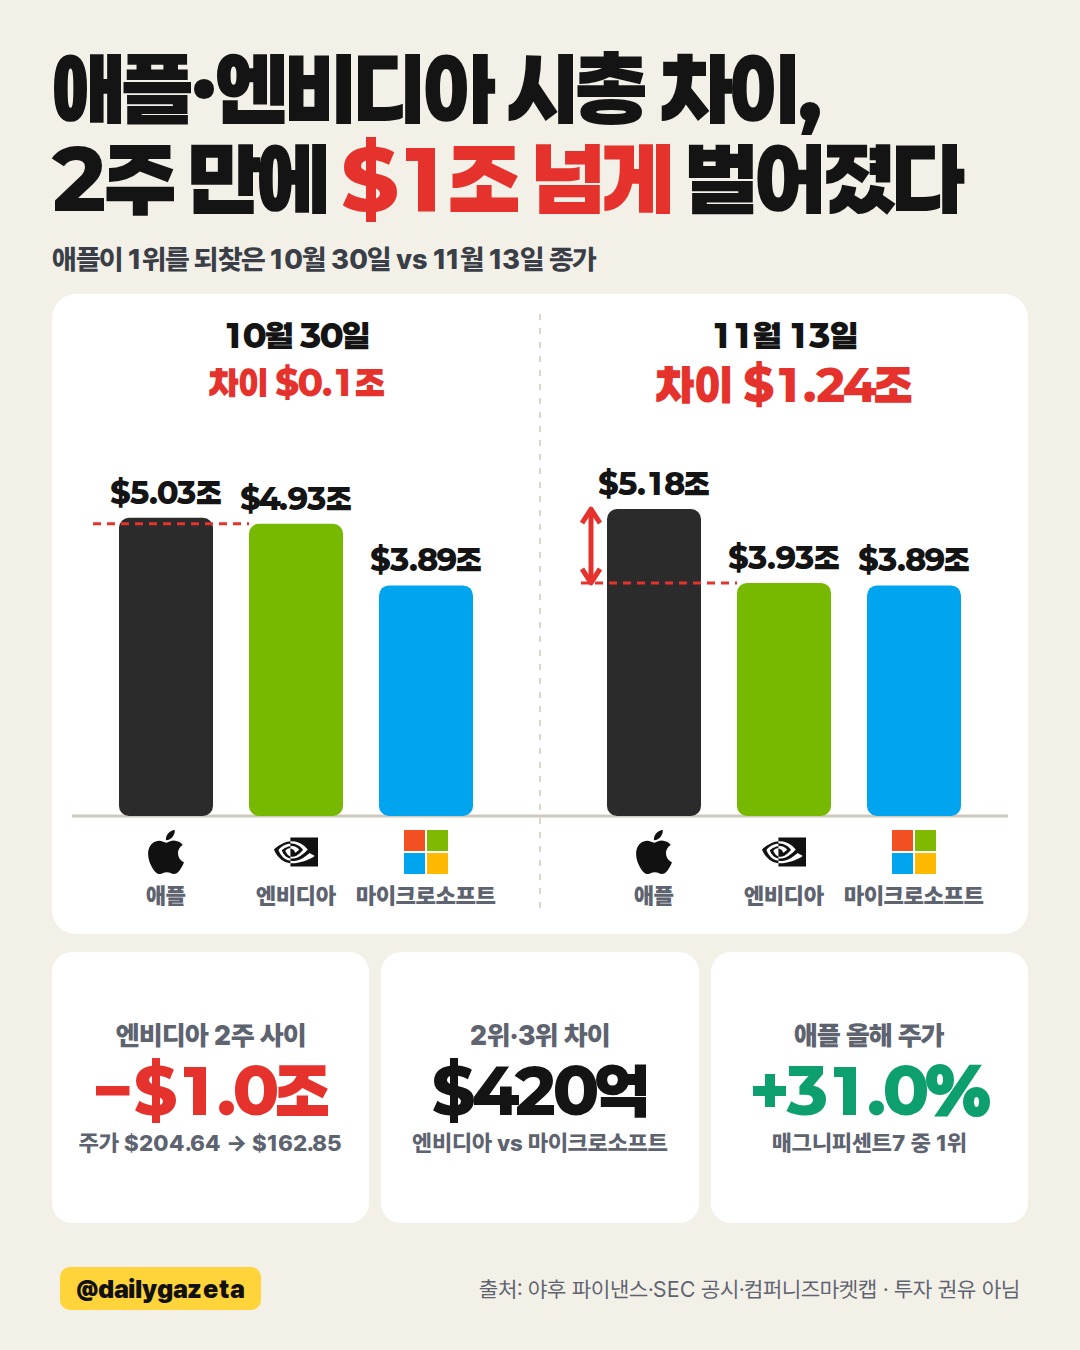 애플·엔비디아 시총 차이,
2주 만에 $1조 넘게 벌어졌다
애플이 1위를 되찾은 10월 30일 vs 11월 13일 종가
10월 30일
차이 $0.1조
$5.03조
$4.93조
$3.89조
애플
엔비디아
마이크로소프트
11월 13일
차이 $1.24조
$5.18조
$3.93조
$3.89조
애플
엔비디아
마이크로소프트
엔비디아 2주 사이
−$1.0조
주가 $204.64 → $162.85
2위·3위 차이
$420억
엔비디아 vs 마이크로소프트
애플 올해 주가
+31.0%
매그니피센트7 중 1위
@dailygazeta
출처: 야후 파이낸스·SEC 공시·컴퍼니즈마켓캡 · 투자 권유 아님